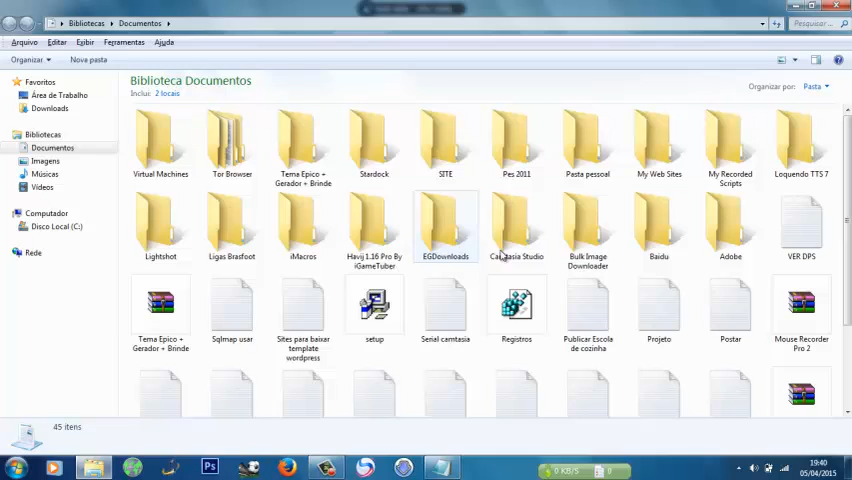 Bibliotecas ▸ Documentos ▸
Pesquisar...
Arquivo Editar Exibir Ferramentas Ajuda
Organizar ▾ Nova pasta
Favoritos
Área de Trabalho
Downloads
Bibliotecas
Documentos
Imagens
Músicas
Vídeos
Computador
Disco Local (C:)
Rede
Biblioteca Documentos
Inclui: 2 locais
Organizar por: Pasta ▾
Virtual Machines
Tor Browser
Tema Epico +
Gerador + Brinde
Stardock
SITE
Pes 2011
Pasta pessoal
My Web Sites
My Recorded
Scripts
Loquendo TTS 7
Lightshot
Ligas Brasfoot
iMacros
Havij 1.16 Pro By
iGameTuber
EGDownloads
Camtasia Studio
Bulk Image
Downloader
Baidu
Adobe
VER DPS
Tema Epico +
Gerador + Brinde
Sqlmap usar
Sites para baixar
template
wordpress
setup
Serial camtasia
Registros
Publicar Escola
de cozinha
Projeto
Postar
Mouse Recorder
Pro 2
45 itens
Ps
0 KB/S
0
19:40
05/04/2015